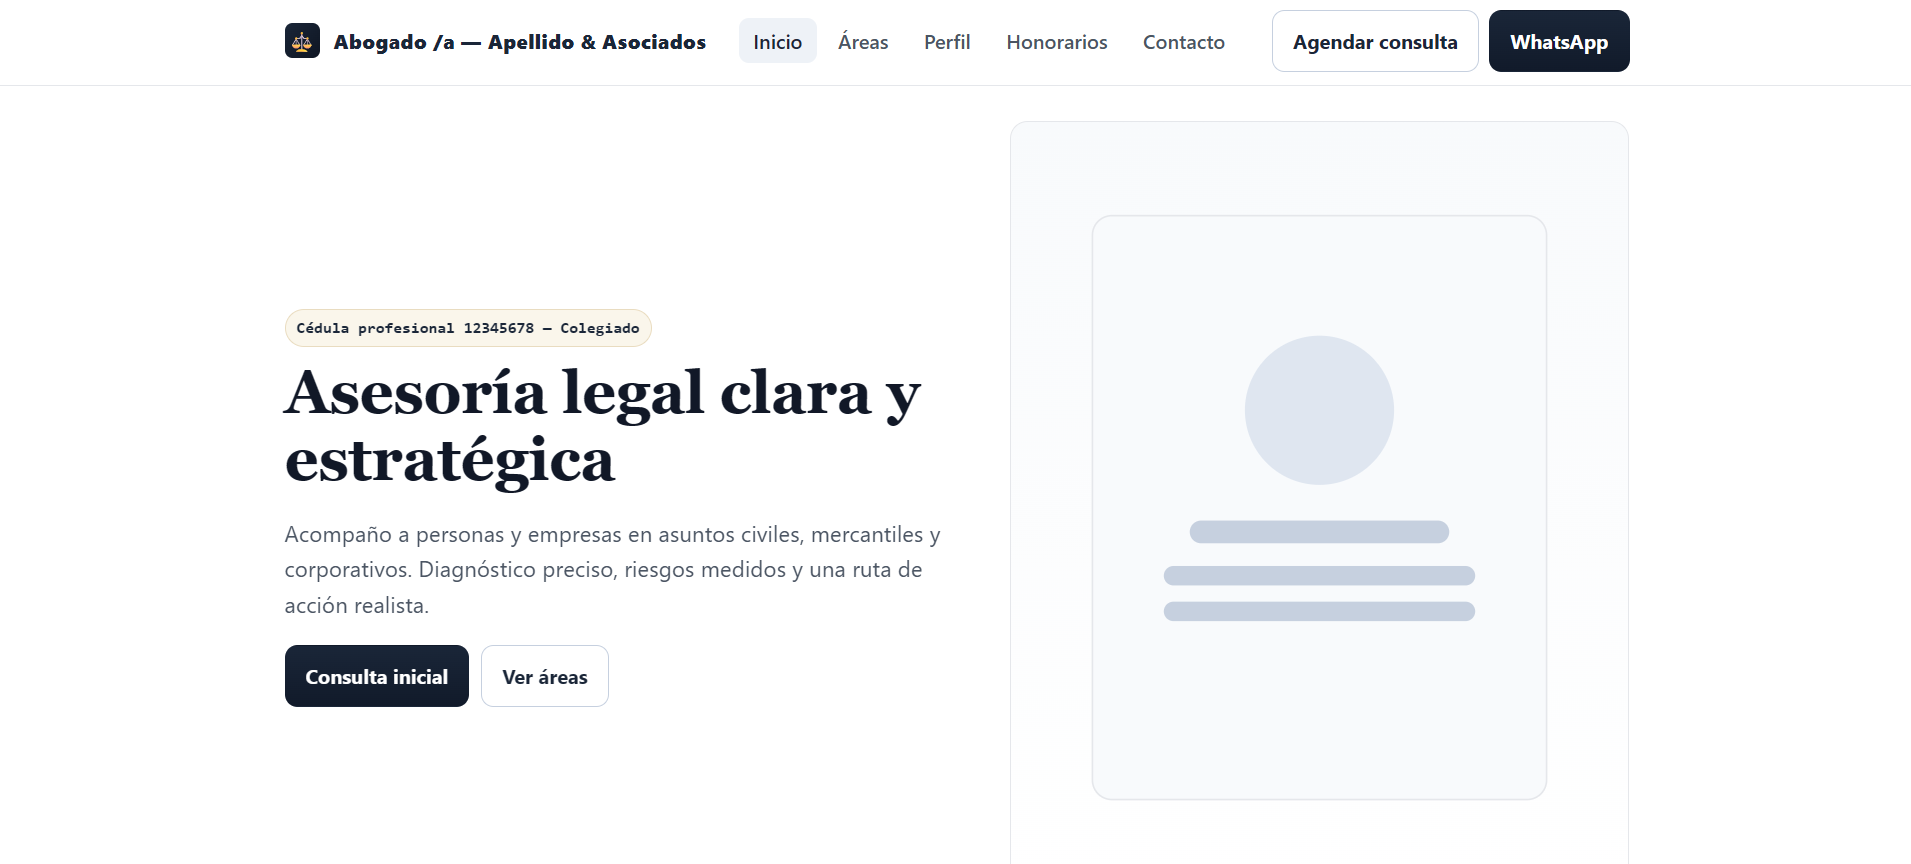 Abogado /a — Apellido & Asociados
Inicio
Áreas
Perfil
Honorarios
Contacto
Agendar consulta
WhatsApp
Cédula profesional 12345678 — Colegiado
Asesoría legal clara y
estratégica
Acompaño a personas y empresas en asuntos civiles, mercantiles y
corporativos. Diagnóstico preciso, riesgos medidos y una ruta de
acción realista.
Consulta inicial
Ver áreas